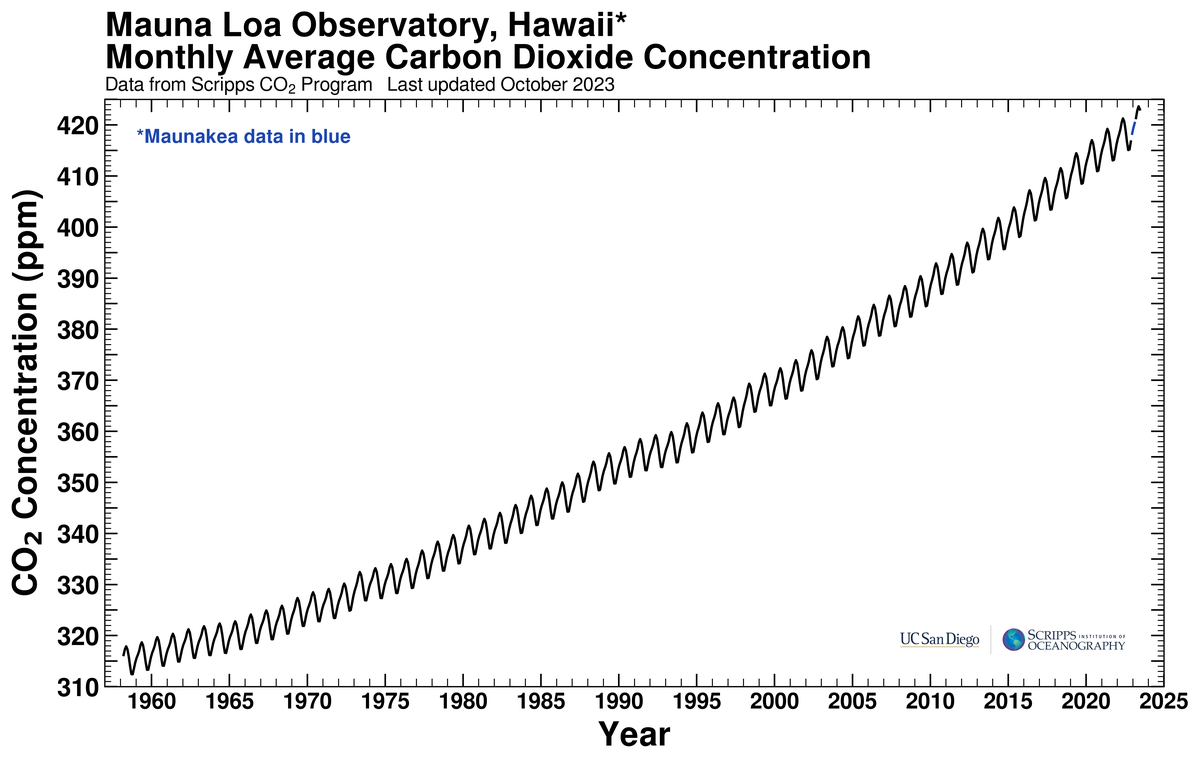 Mauna Loa Observatory, Hawaii*
Monthly Average Carbon Dioxide Concentration
Data from Scripps CO₂ Program Last updated October 2023
*Maunakea data in blue
CO₂ Concentration (ppm)
420
410
400
390
380
370
360
350
340
330
320
310
UC San Diego
SCRIPPS INSTITUTION OF
OCEANOGRAPHY
1960 1965 1970 1975 1980 1985 1990 1995 2000 2005 2010 2015 2020 2025
Year